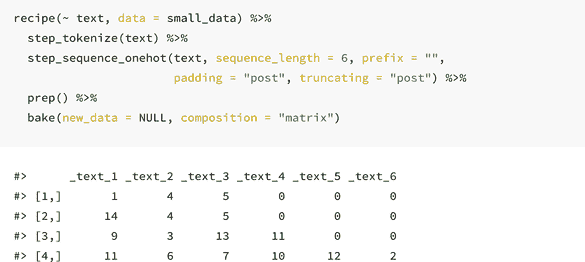 recipe(~ text, data = small_data) %>%
  step_tokenize(text) %>%
  step_sequence_onehot(text, sequence_length = 6, prefix = "",
                       padding = "post", truncating = "post") %>%
  prep() %>%
  bake(new_data = NULL, composition = "matrix")
#>      _text_1 _text_2 _text_3 _text_4 _text_5 _text_6
#> [1,]       1       4       5       0       0       0
#> [2,]      14       4       5       0       0       0
#> [3,]       9       3      13      11       0       0
#> [4,]      11       6       7      10      12       2